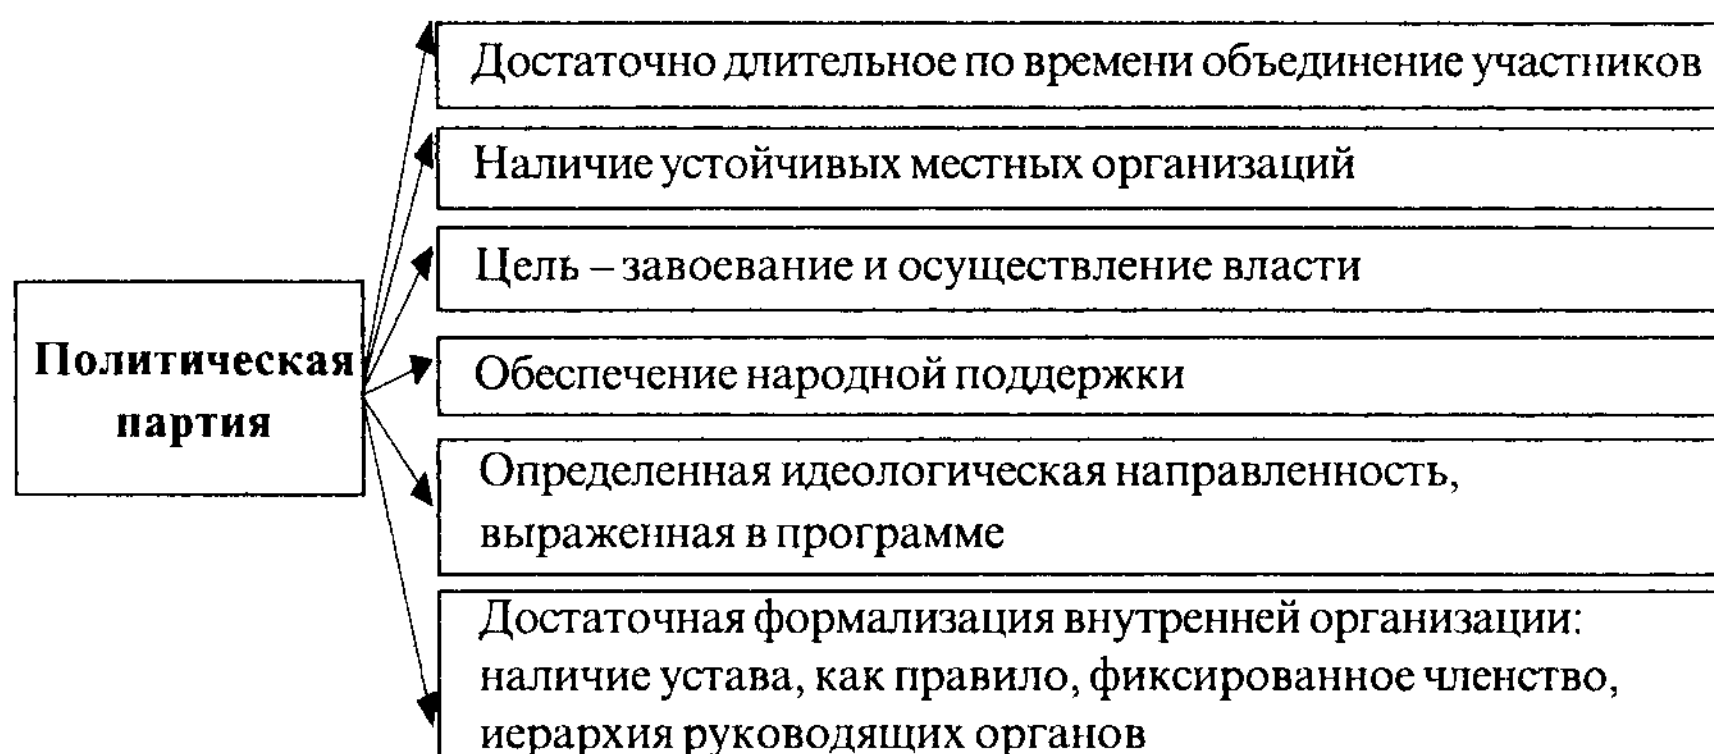 Достаточно длительное по времени объединение участников
Наличие устойчивых местных организаций
Цель – завоевание и осуществление власти
Политическая
партия
Обеспечение народной поддержки
Определенная идеологическая направленность,
выраженная в программе
Достаточная формализация внутренней организации:
наличие устава, как правило, фиксированное членство,
иерархия руководящих органов